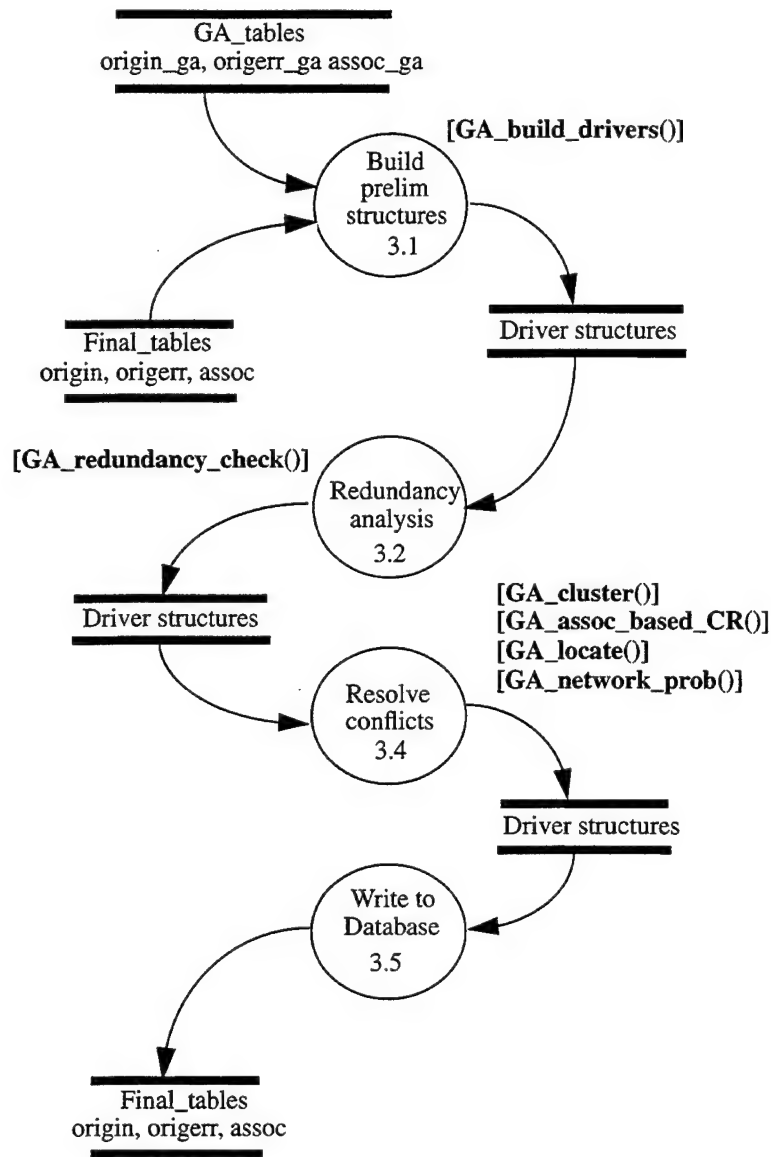 GA_tables
origin_ga, origerr_ga assoc_ga
[GA_build_drivers()]
Build
prelim
structures
3.1
Driver structures
Final_tables
origin, origerr, assoc
[GA_redundancy_check()]
Redundancy
analysis
3.2
Driver structures
[GA_cluster()]
[GA_assoc_based_CR()]
[GA_locate()]
[GA_network_prob()]
Resolve
conflicts
3.4
Driver structures
Write to
Database
3.5
Final_tables
origin, origerr, assoc